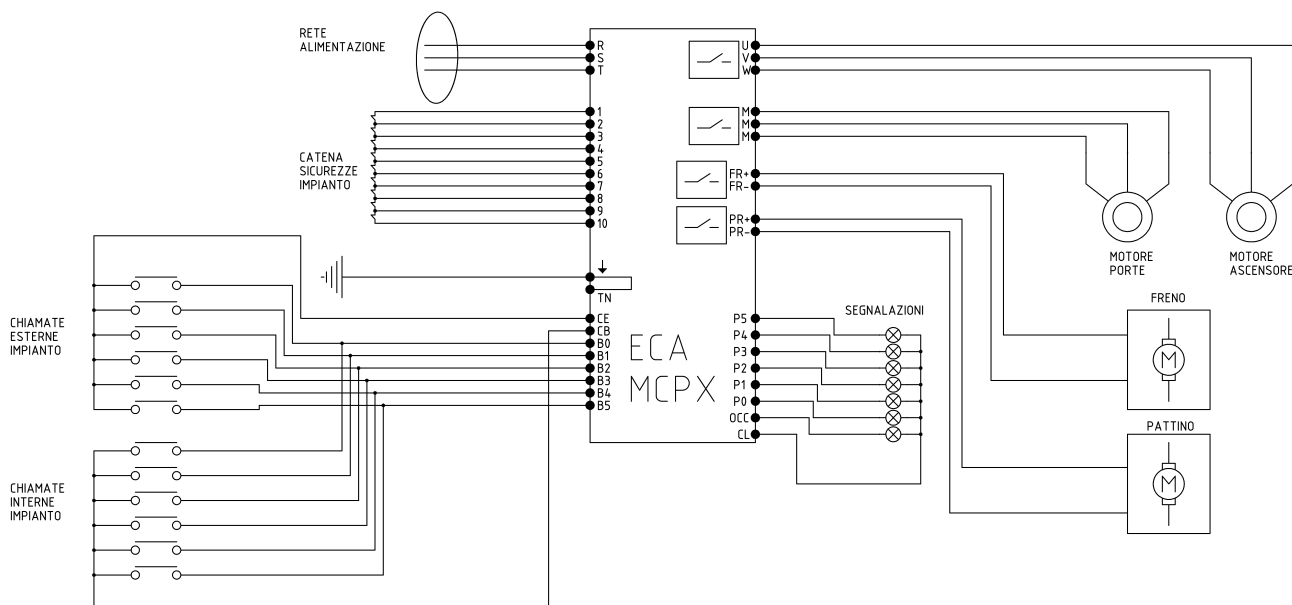 RETE
ALIMENTAZIONE
R
S
T
1
2
3
4
5
6
7
8
9
10
CATENA
SICUREZZE
IMPIANTO
TN
CE
CB
B0
B1
B2
B3
B4
B5
CHIAMATE
ESTERNE
IMPIANTO
CHIAMATE
INTERNE
IMPIANTO
ECA
MCPX
U
V
W
M
M
M
FR+
FR-
PR+
PR-
P5
P4
P3
P2
P1
P0
OCC
CL
SEGNALAZIONI
MOTORE
PORTE
MOTORE
ASCENSORE
FRENO
M
PATTINO
M